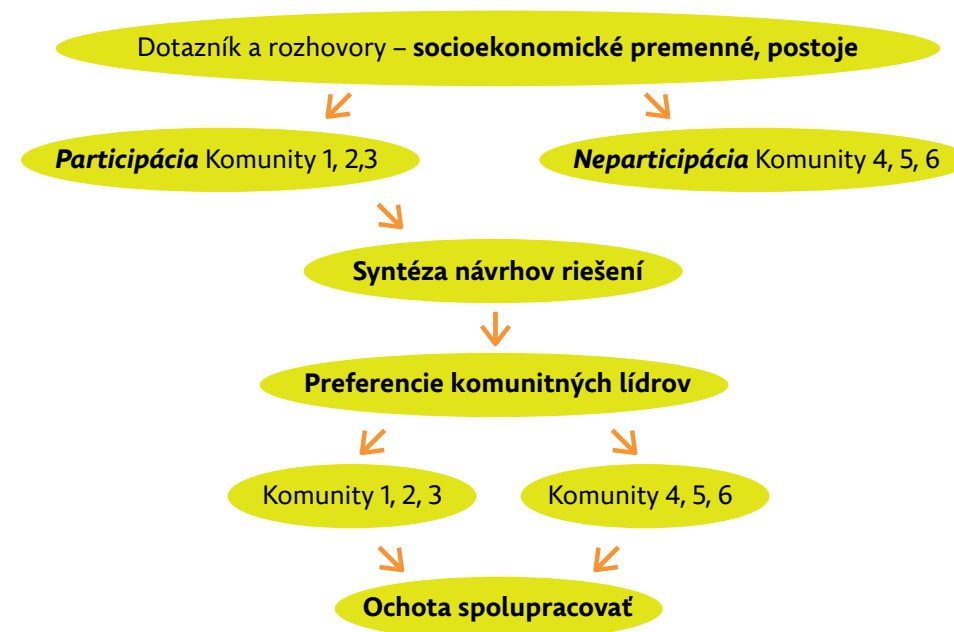 Dotazník a rozhovory – socioekonomické premenné, postoje
Participácia Komunity 1, 2,3
Neparticipácia Komunity 4, 5, 6
Syntéza návrhov riešení
Preferencie komunitných lídrov
Komunity 1, 2, 3
Komunity 4, 5, 6
Ochota spolupracovať